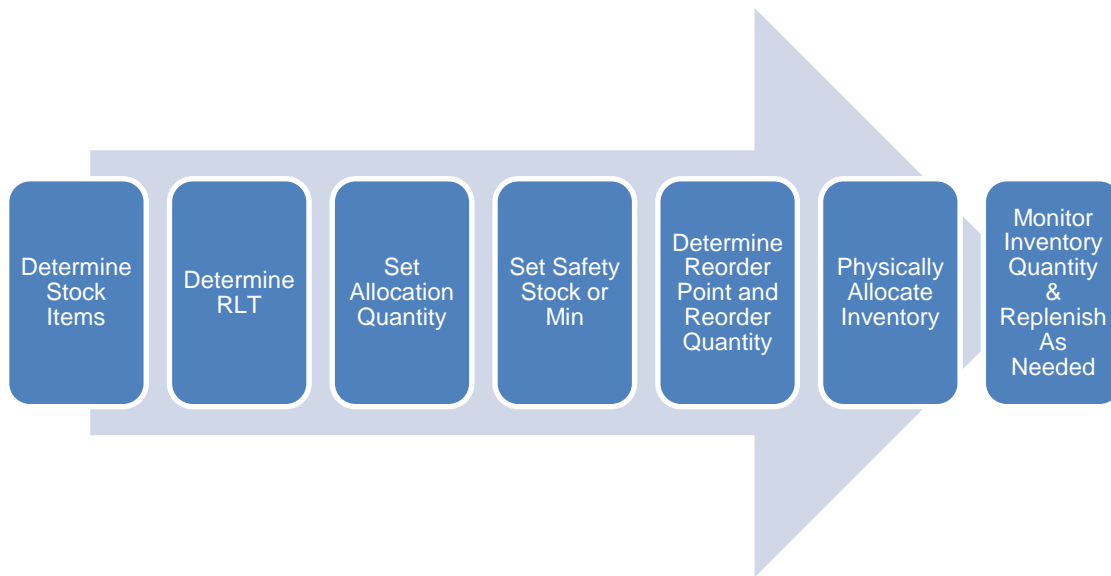 Determine
Stock
Items
Determine
RLT
Set
Allocation
Quantity
Set Safety
Stock or
Min
Determine
Reorder
Point and
Reorder
Quantity
Physically
Allocate
Inventory
Monitor
Inventory
Quantity
&
Replenish
As
Needed